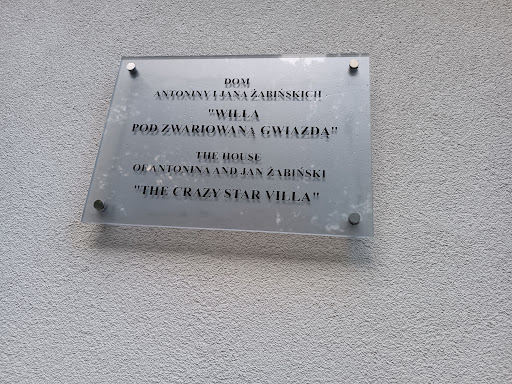 DOM
ANTONINY I JANA ŻABIŃSKICH
"WILLA
POD ZWARIOWANĄ GWIAZDĄ"
THE HOUSE
OF ANTONINA AND JAN ŻABIŃSKI
"THE CRAZY STAR VILLA"